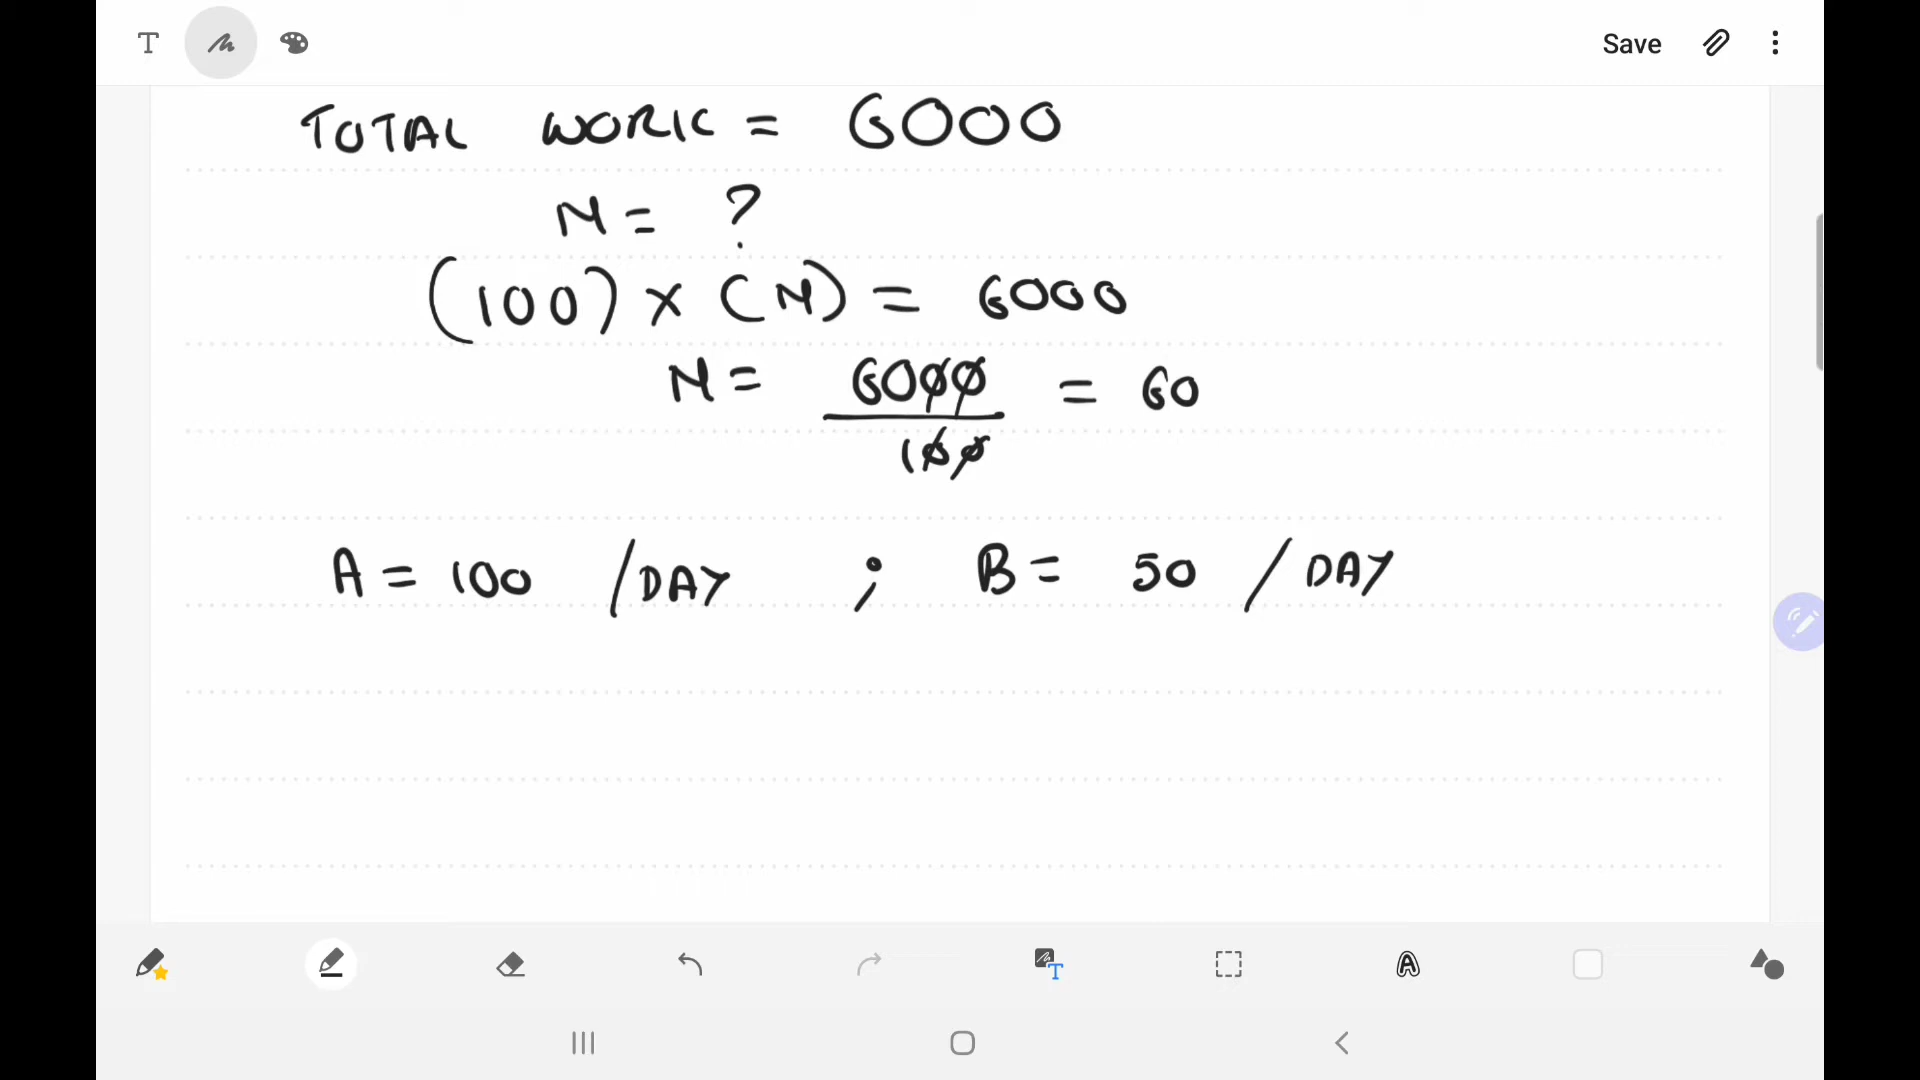 Save
TOTAL WORK = 6000
N = ?
(100) x (N) = 6000
N = 6000 = 60
100
A = 100 /DAY ; B = 50 / DAY